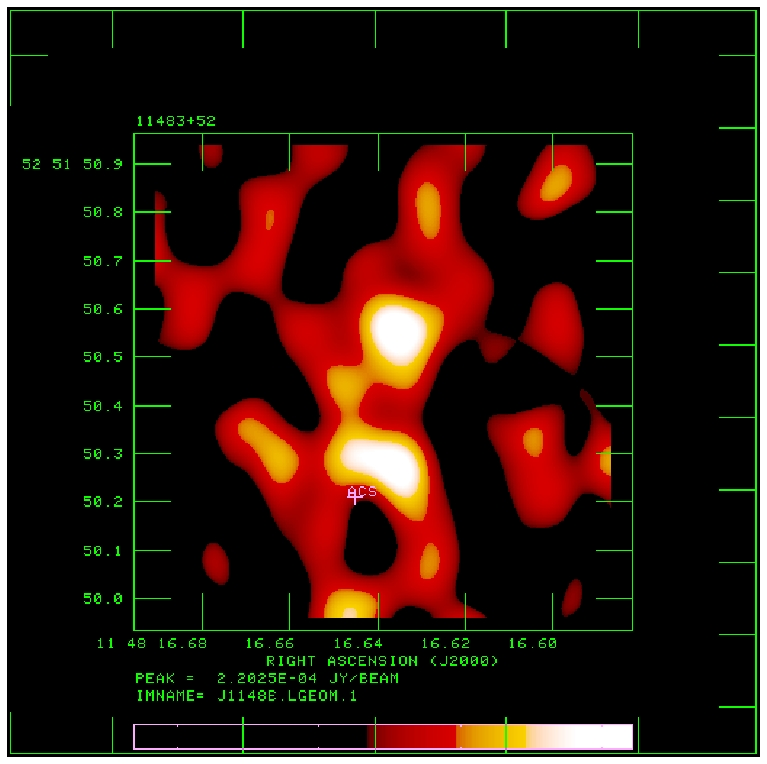 11483+52
52 51 50.9
50.8
50.7
50.6
50.5
50.4
50.3
ACS
50.2
50.1
50.0
11 48 16.68 16.66 16.64 16.62 16.60
RIGHT ASCENSION (J2000)
PEAK = 2.2025E-04 JY/BEAM
IMNAME= J1148B.LGEOM.1